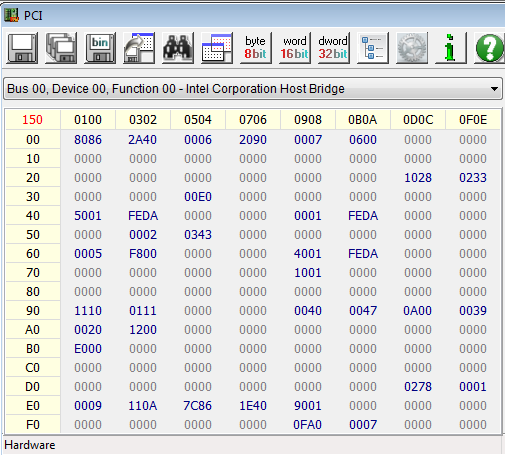 PCI
bin byte 8bit word 16bit dword 32bit
Bus 00, Device 00, Function 00 - Intel Corporation Host Bridge
150 0100 0302 0504 0706 0908 0B0A 0D0C 0F0E
00 8086 2A40 0006 2090 0007 0600 0000 0000
10 0000 0000 0000 0000 0000 0000 0000 0000
20 0000 0000 0000 0000 0000 0000 1028 0233
30 0000 0000 00E0 0000 0000 0000 0000 0000
40 5001 FEDA 0000 0000 0001 FEDA 0000 0000
50 0000 0002 0343 0000 0000 0000 0000 0000
60 0005 F800 0000 0000 4001 FEDA 0000 0000
70 0000 0000 0000 0000 1001 0000 0000 0000
80 0000 0000 0000 0000 0000 0000 0000 0000
90 1110 0111 0000 0000 0040 0047 0A00 0039
A0 0020 1200 0000 0000 0000 0000 0000 0000
B0 E000 0000 0000 0000 0000 0000 0000 0000
C0 0000 0000 0000 0000 0000 0000 0000 0000
D0 0000 0000 0000 0000 0000 0000 0278 0001
E0 0009 110A 7C86 1E40 9001 0000 0000 0000
F0 0000 0000 0000 0000 0FA0 0007 0000 0000
Hardware